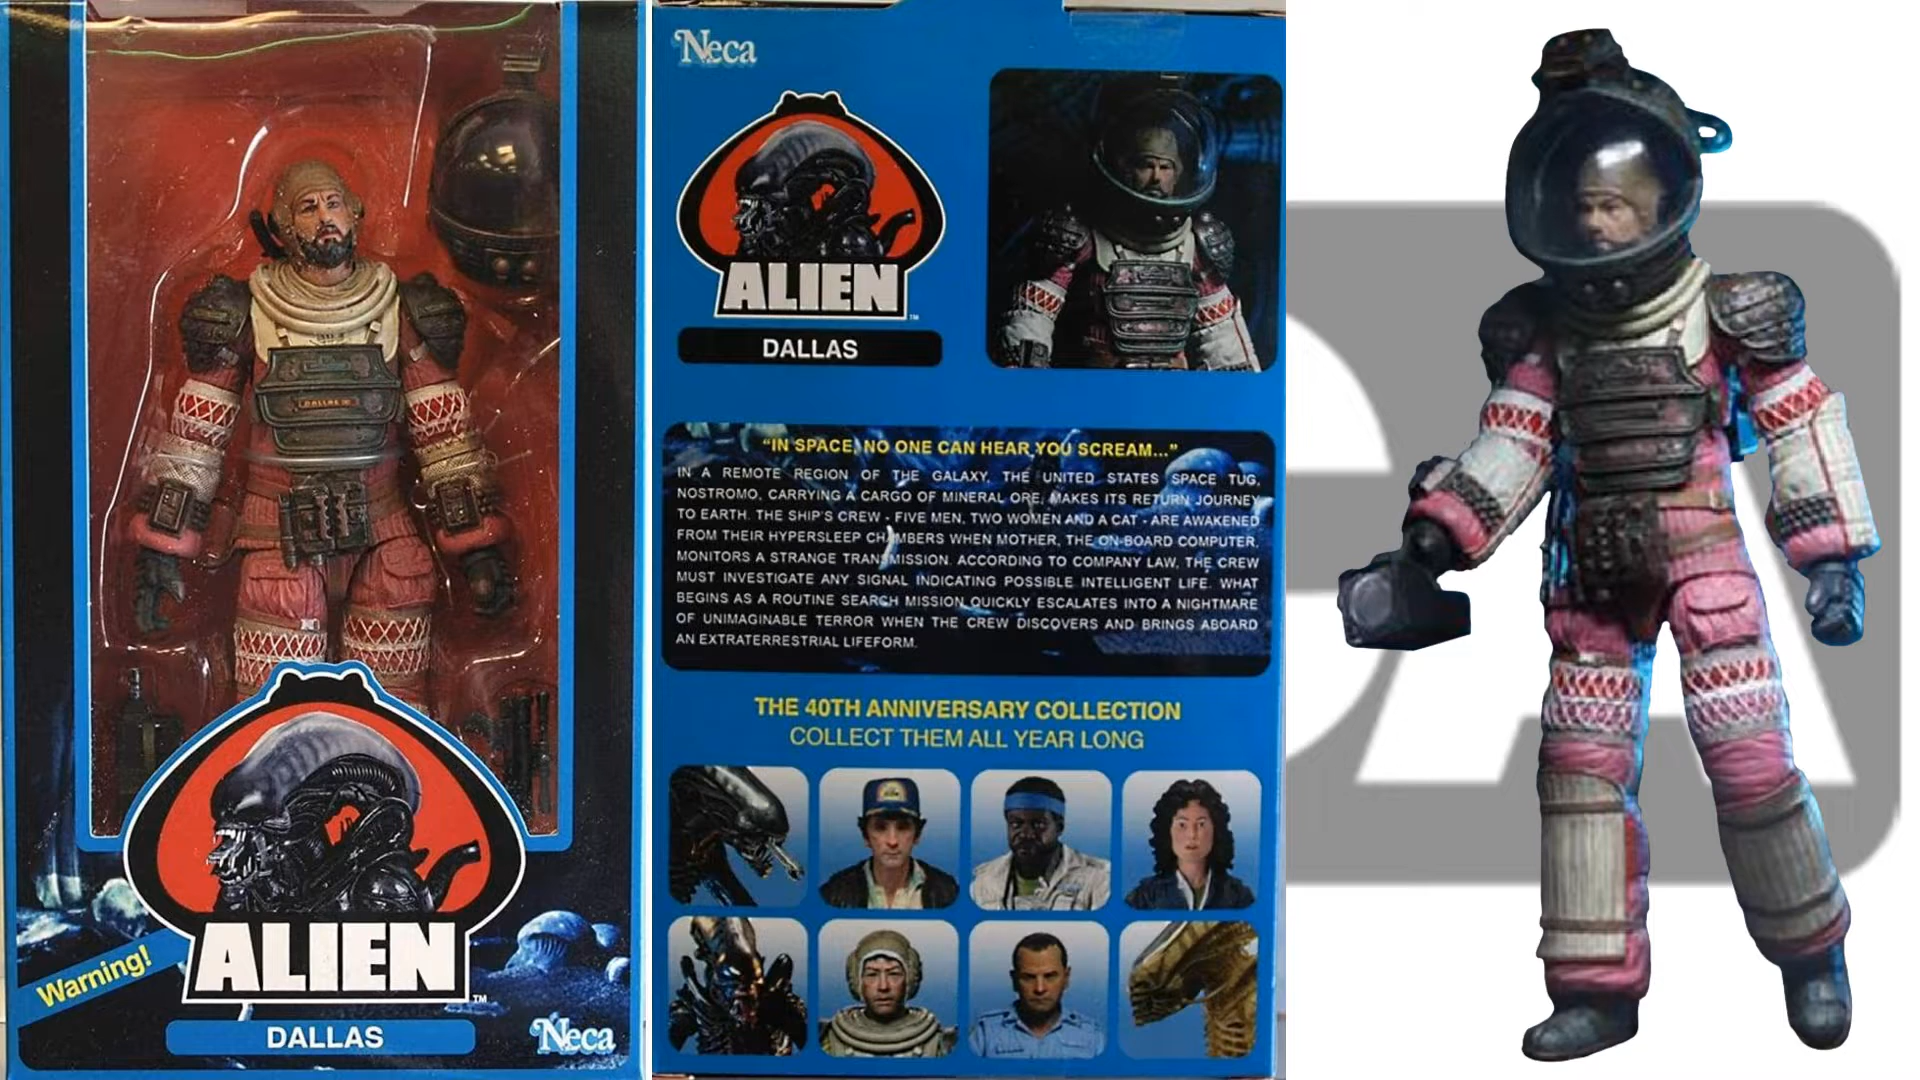 DALLAS
Warning!
ALIEN
TM
DALLAS
Neca
Neca
ALIEN
TM
DALLAS
"IN SPACE, NO ONE CAN HEAR YOU SCREAM..."
IN A REMOTE REGION OF THE GALAXY, THE UNITED STATES SPACE TUG,
NOSTROMO, CARRYING A CARGO OF MINERAL ORE, MAKES ITS RETURN JOURNEY
TO EARTH. THE SHIP'S CREW - FIVE MEN, TWO WOMEN AND A CAT - ARE AWAKENED
FROM THEIR HYPERSLEEP CHAMBERS WHEN MOTHER, THE ON-BOARD COMPUTER,
MONITORS A STRANGE TRANSMISSION. ACCORDING TO COMPANY LAW, THE CREW
MUST INVESTIGATE ANY SIGNAL INDICATING POSSIBLE INTELLIGENT LIFE. WHAT
BEGINS AS A ROUTINE SEARCH MISSION QUICKLY ESCALATES INTO A NIGHTMARE
OF UNIMAGINABLE TERROR WHEN THE CREW DISCOVERS AND BRINGS ABOARD
AN EXTRATERRESTRIAL LIFEFORM.
THE 40TH ANNIVERSARY COLLECTION
COLLECT THEM ALL YEAR LONG